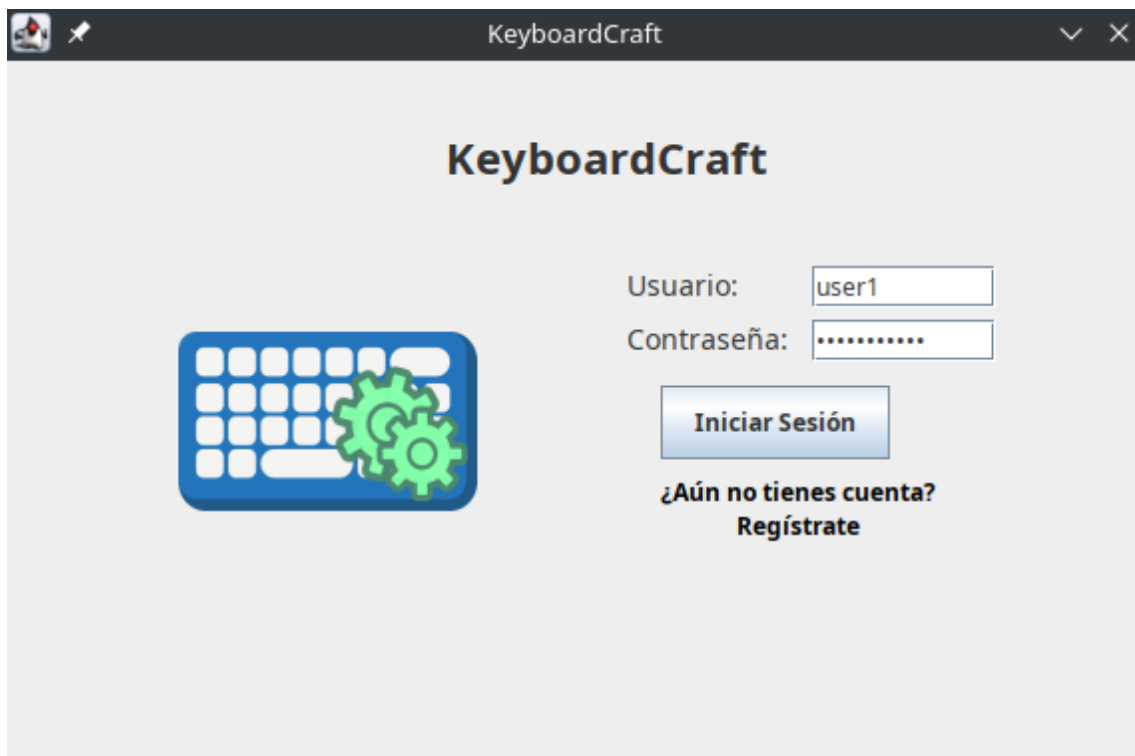 KeyboardCraft
KeyboardCraft
Usuario: user1
Contraseña: •••••••••••
Iniciar Sesión
¿Aún no tienes cuenta?
Regístrate